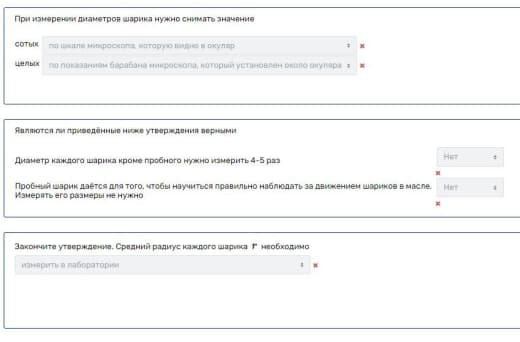 При измерении диаметров шарика нужно снимать значение
сотых по шкале микроскопа, которую видно в окуляр
целых по показаниям барабана микроскопа, который установлен около окуляра
Являются ли приведённые ниже утверждения верными
Диаметр каждого шарика кроме пробного нужно измерить 4-5 раз Нет
Пробный шарик даётся для того, чтобы научиться правильно наблюдать за движением шариков в масле. Нет
Измерять его размеры не нужно
Закончите утверждение. Средний радиус каждого шарика r необходимо
измерить в лаборатории